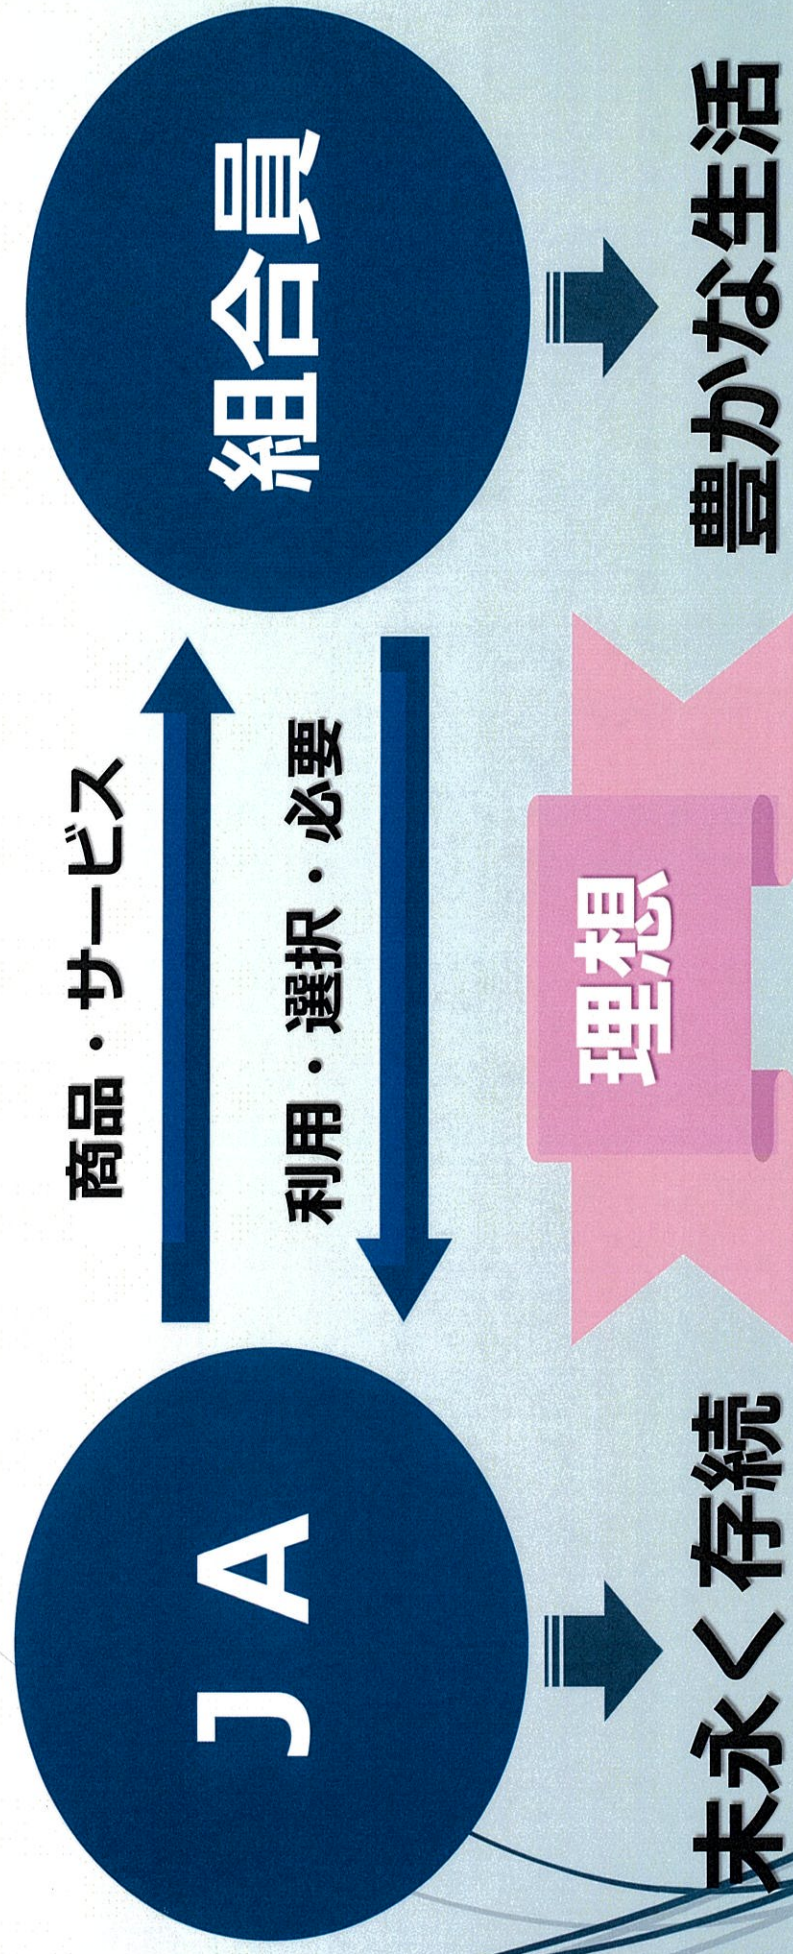 商品・サービス
JA
組合員
利用・選択・必要
理想
末永く存続
豊かな生活